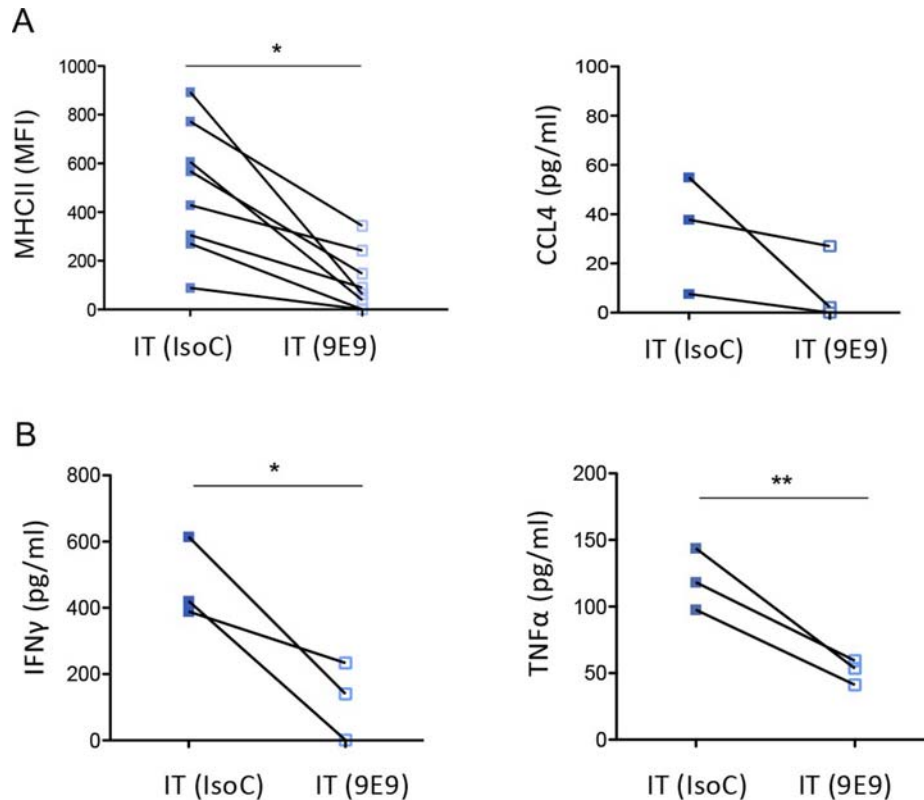 A
*
1000
800
600
400
200
0
MHCII (MFI)
IT (IsoC)
IT (9E9)
100
80
60
40
20
0
CCL4 (pg/ml)
IT (IsoC)
IT (9E9)
B
*
800
600
400
200
0
IFNγ (pg/ml)
IT (IsoC)
IT (9E9)
**
200
150
100
50
0
TNFα (pg/ml)
IT (IsoC)
IT (9E9)